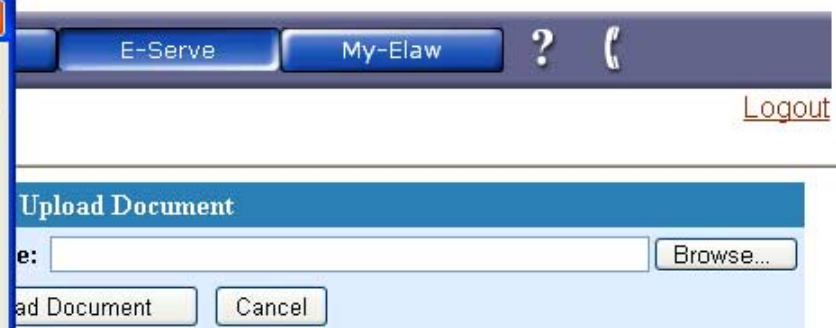 E-Serve My-Elaw ?
Logout
Upload Document
e: Browse...
ad Document Cancel